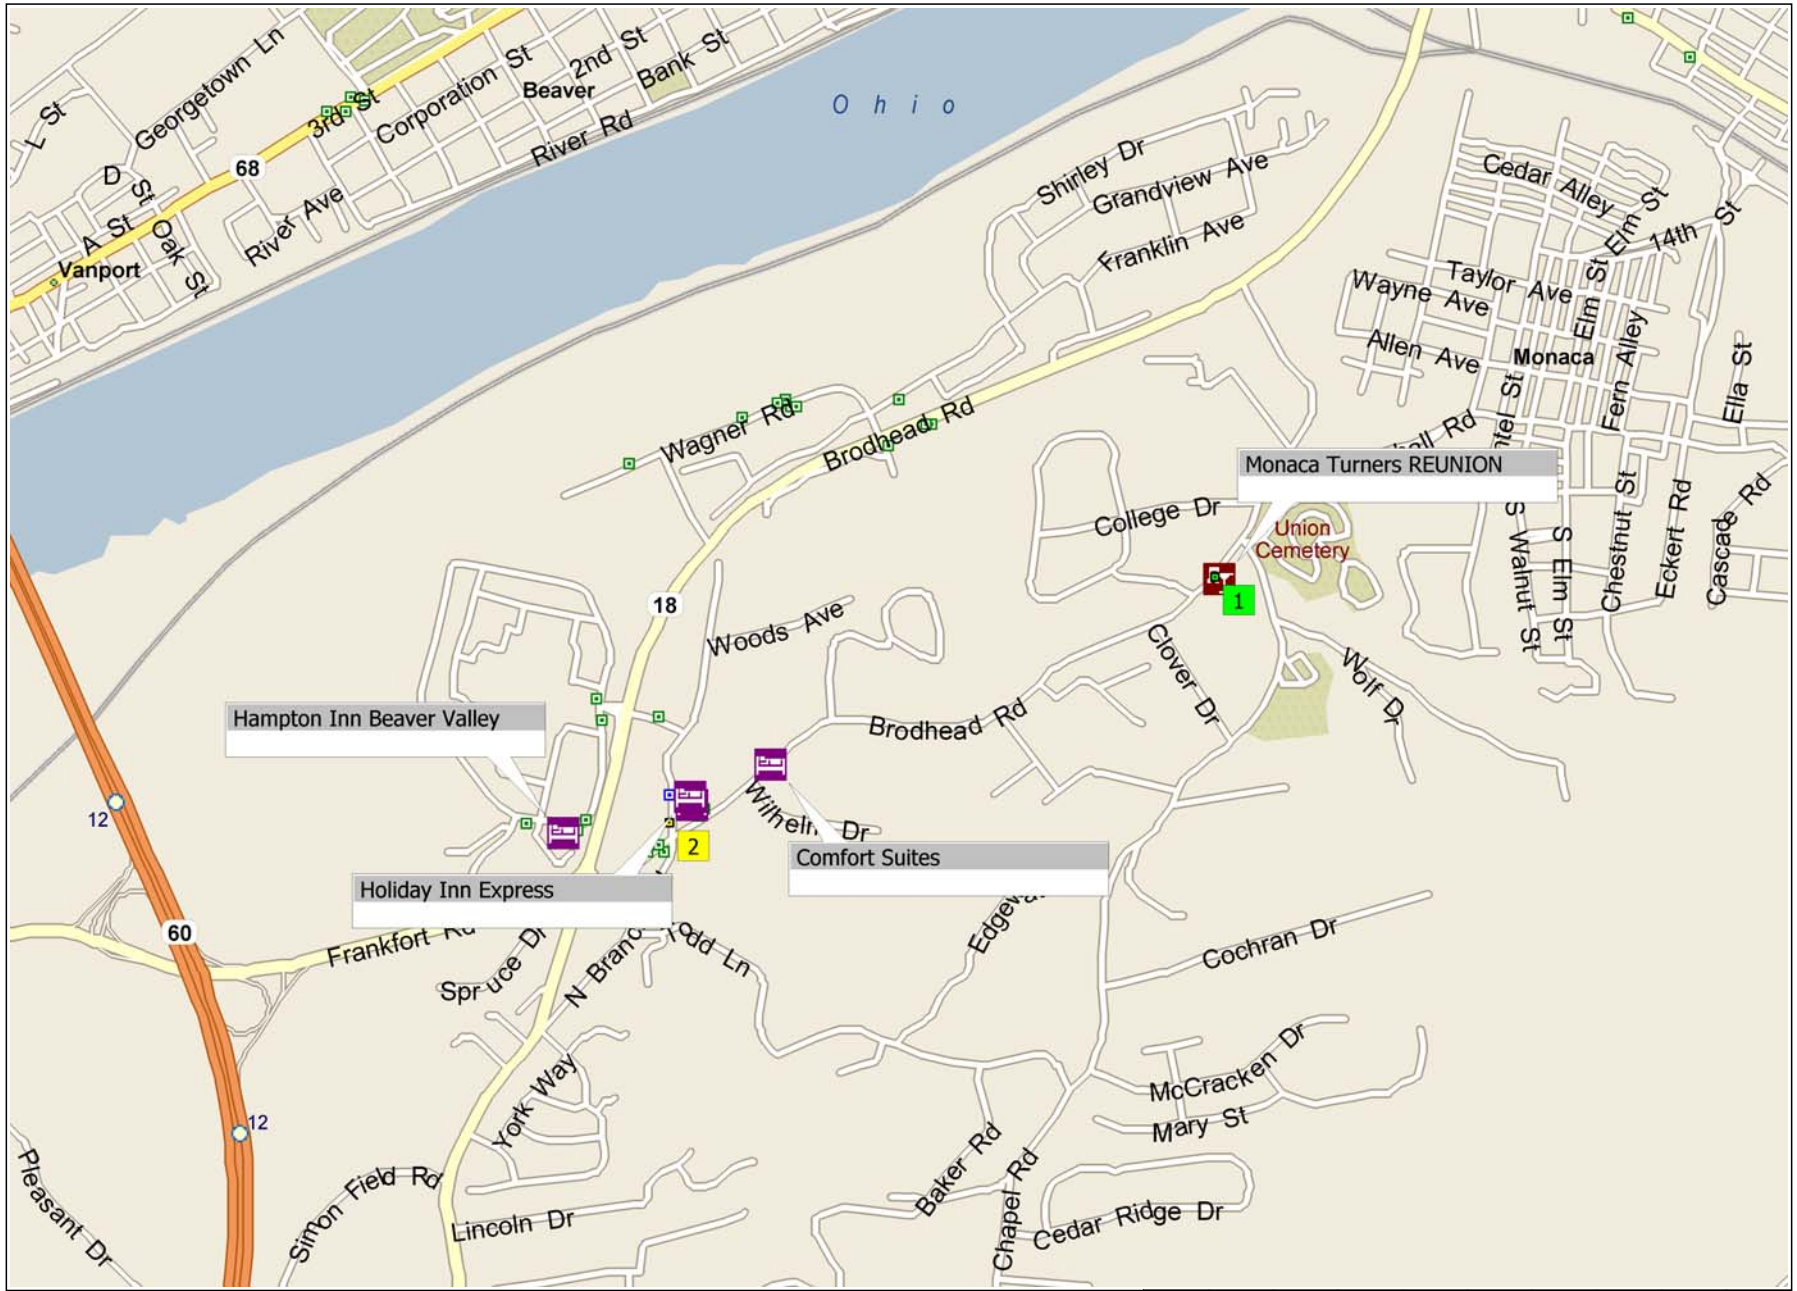 Georgetown Ln
Corporation St
2nd St
Bank St
Beaver
Ohio
L St
3rd St
River Rd
68
D St
Oak St
A St
River Ave
Vanport
Shirley Dr
Grandview Ave
Franklin Ave
Cedar Alley
Elm St
14th St
Taylor Ave
Wayne Ave
Elm St
Allen Ave
Monaca
Fern Alley
Ella St
Wagner Rd
Brodhead Rd
Monaca Turners REUNION
College Dr
Union
Cemetery
S Walnut St
S Elm St
Chestnut St
Eckert Rd
Cascade Rd
1
18
Woods Ave
Clover Dr
Wolf Dr
Hampton Inn Beaver Valley
Brodhead Rd
Wilhelm Dr
12
2
Comfort Suites
Holiday Inn Express
60
Frankfort Rd
Spruce Dr
N Branc
Todd Ln
Cochran Dr
York Way
McCracken Dr
Mary St
12
Pleasant Dr
Simon Field Rd
Lincoln Dr
Baker Rd
Chapel Rd
Cedar Ridge Dr